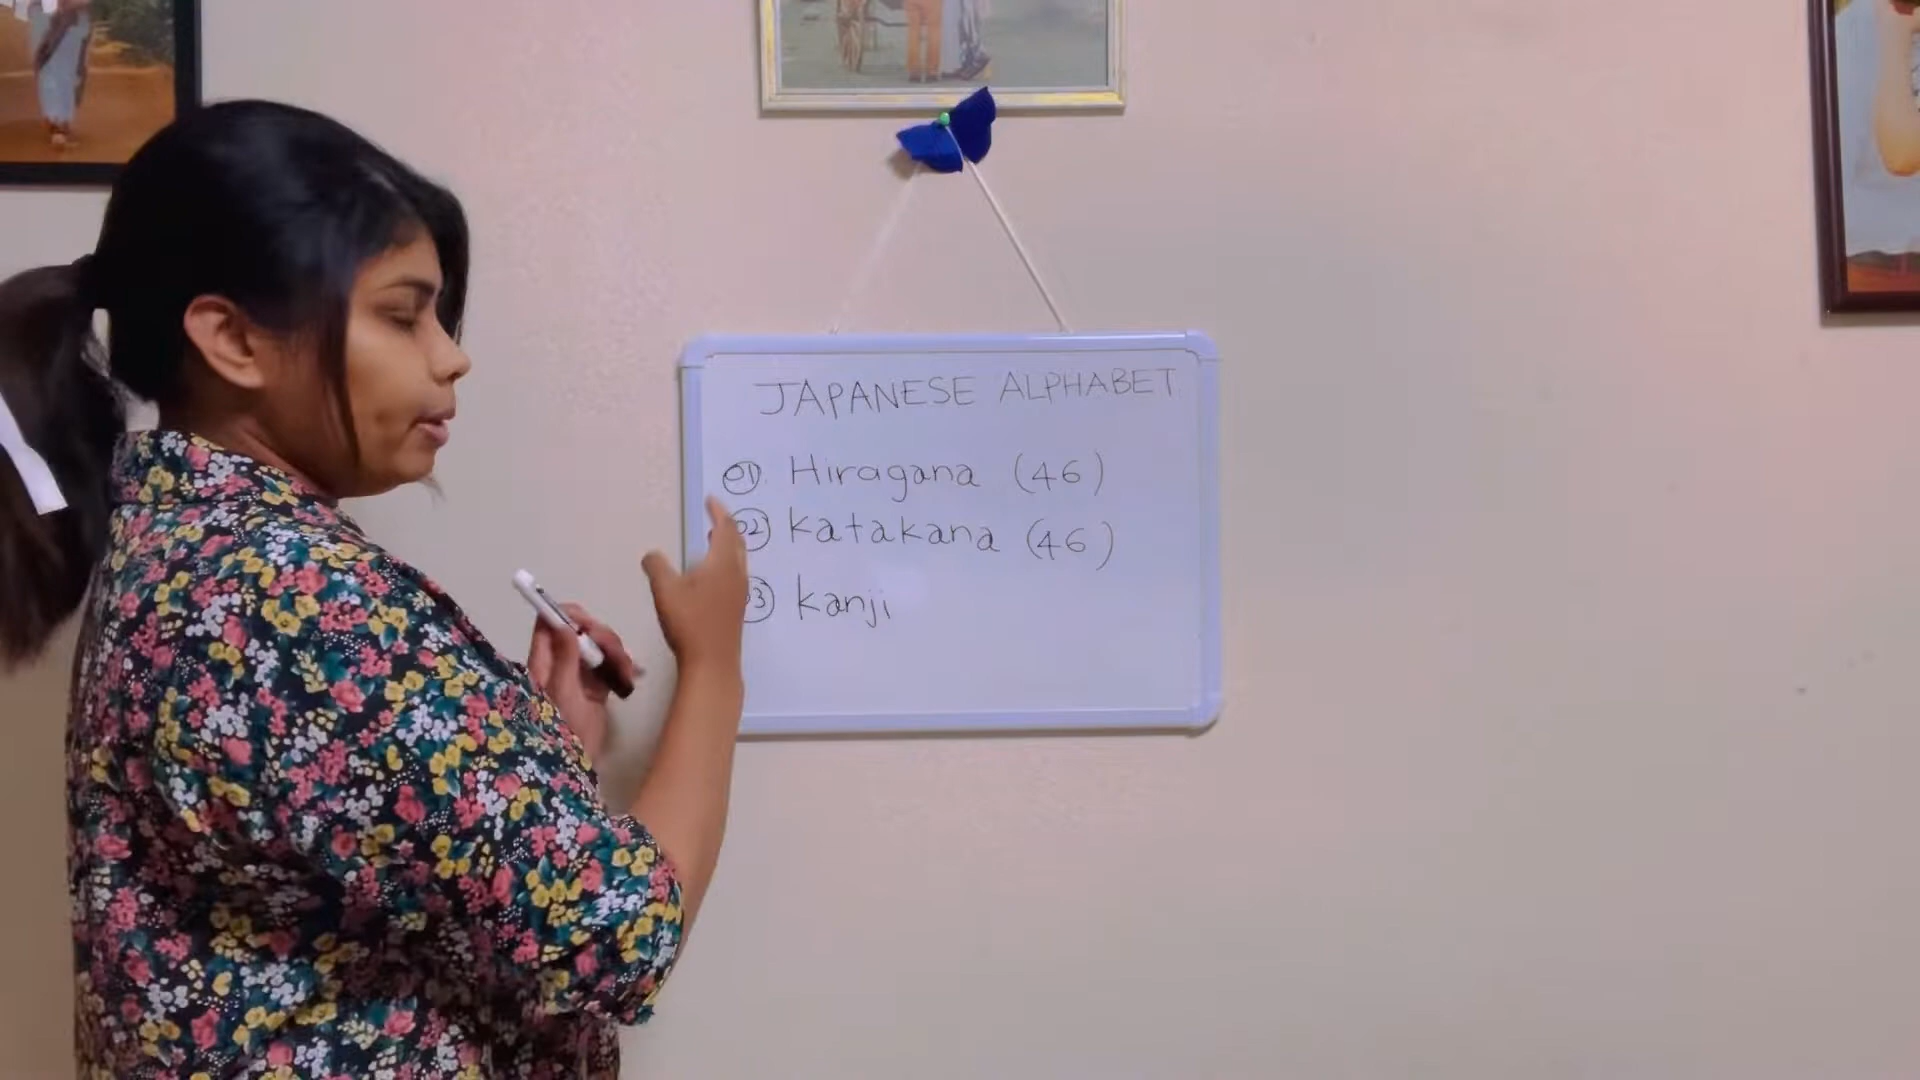 JAPANESE ALPHABET
01. Hiragana (46)
02 Katakana (46)
03 Kanji